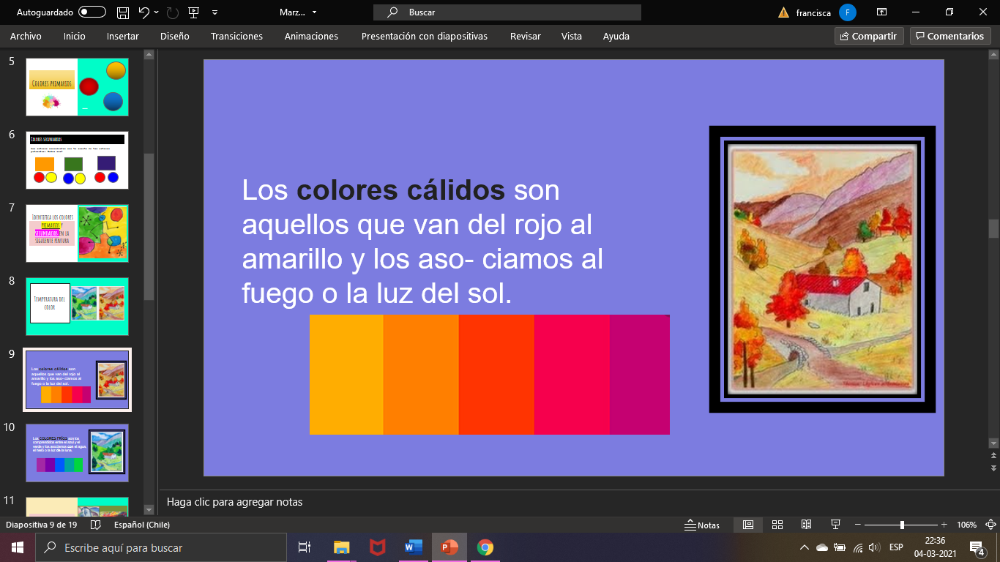 Autoguardado
Marz...
Buscar
francisca
F
Archivo
Inicio
Insertar
Diseño
Transiciones
Animaciones
Presentación con diapositivas
Revisar
Vista
Ayuda
Compartir
Comentarios
5
Colores primarios
6
Colores secundarios
7
Identifica los colores
primarios y
secundarios en la
siguiente pintura
8
Temperatura del
color
9
Los colores cálidos son
aquellos que van del rojo al
amarillo y los aso- ciamos al
fuego o la luz del sol.
10
Los COLORES FRÍOS son los
comprendidos entre el azul y el
verde y los asociamos con el agua,
el hielo o la luz de la luna.
11
Los colores cálidos son
aquellos que van del rojo al
amarillo y los aso- ciamos al
fuego o la luz del sol.
Haga clic para agregar notas
Diapositiva 9 de 19
Español (Chile)
Notas
106%
Escribe aquí para buscar
ESP
22:36
04-03-2021
4